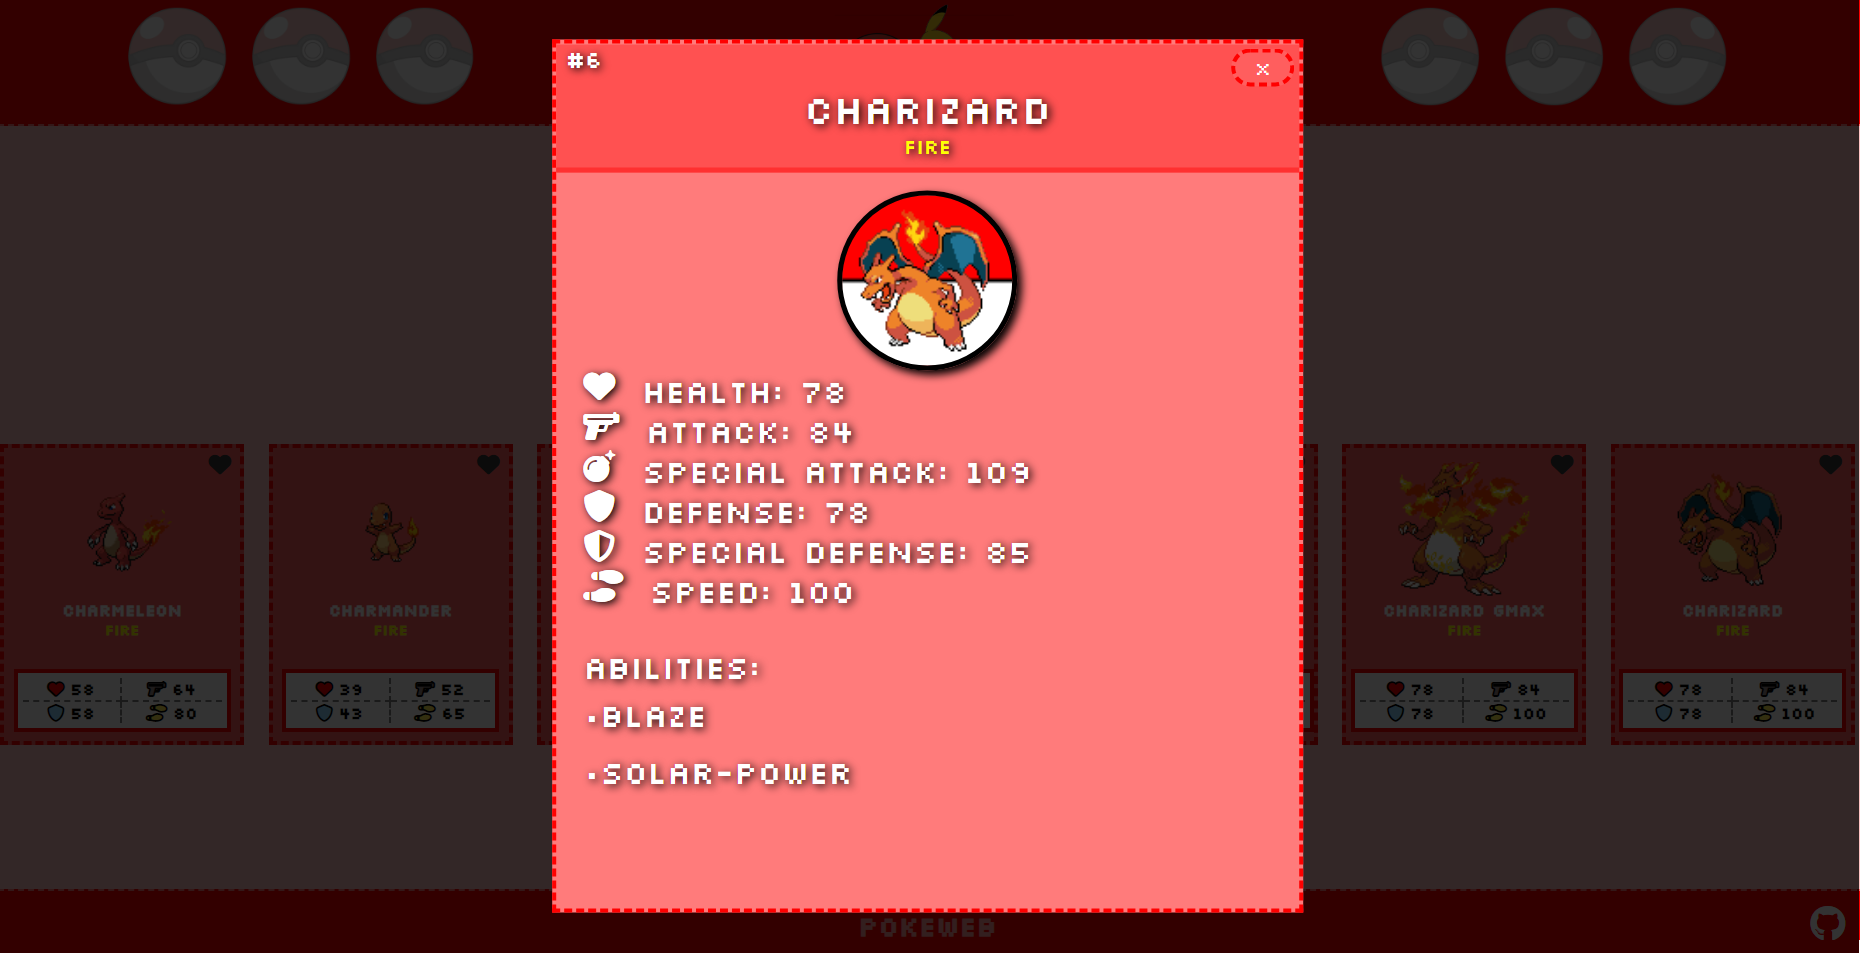 #6
x
CHARIZARD
FIRE
HEALTH: 78
ATTACK: 84
SPECIAL ATTACK: 109
DEFENSE: 78
SPECIAL DEFENSE: 85
SPEED: 100
ABILITIES:
·BLAZE
·SOLAR-POWER
CHARMELEON
FIRE
58 64
58 80
CHARMANDER
FIRE
39 52
43 65
CHARIZARD GMAX
FIRE
78 84
78 100
CHARIZARD
FIRE
78 84
78 100
POKEWEB